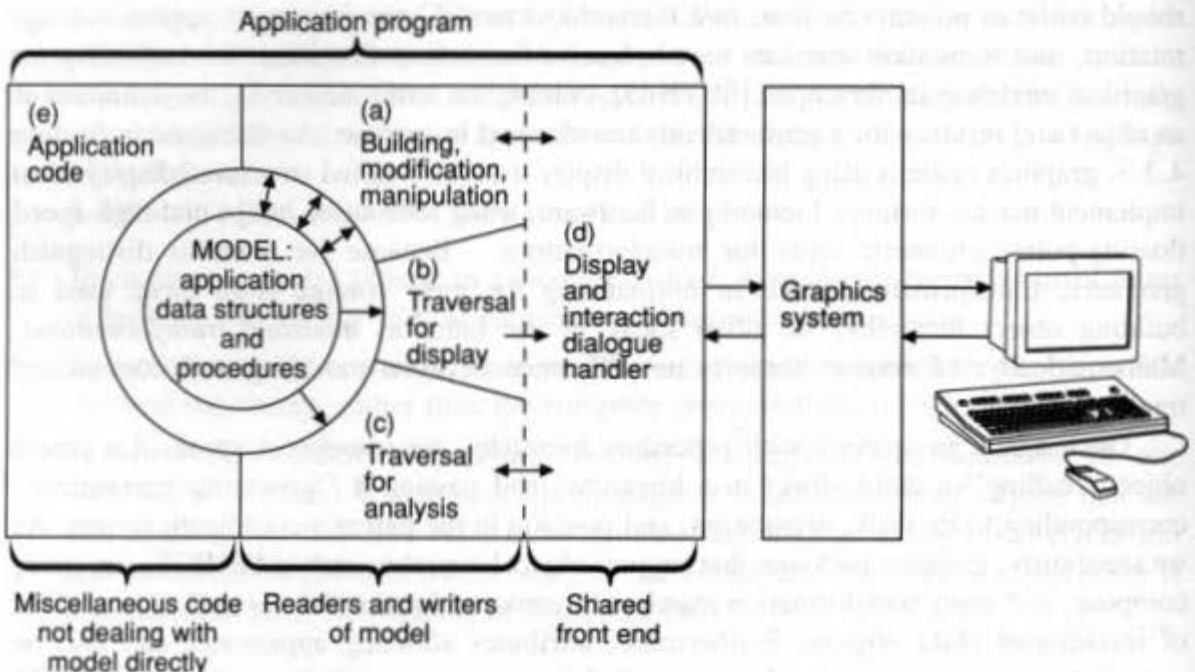 Application program
(e)
Application
code
(a)
Building,
modification,
manipulation
MODEL:
application
data structures
and
procedures
(b)
Traversal
for
display
(c)
Traversal
for
analysis
(d)
Display
and
interaction
dialogue
handler
Graphics
system
Miscellaneous code
not dealing with
model directly
Readers and writers
of model
Shared
front end